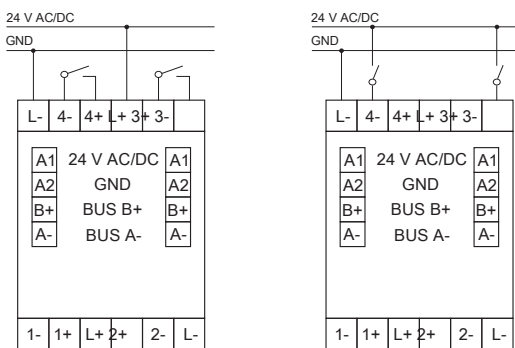 24 V AC/DC
GND
L- 4- 4+ L+ 3+ 3-
A1 24 V AC/DC A1
A2 GND A2
B+ BUS B+ B+
A- BUS A- A-
1- 1+ L+ 2+ 2- L-
24 V AC/DC
GND
L- 4- 4+ L+ 3+ 3-
A1 24 V AC/DC A1
A2 GND A2
B+ BUS B+ B+
A- BUS A- A-
1- 1+ L+ 2+ 2- L-